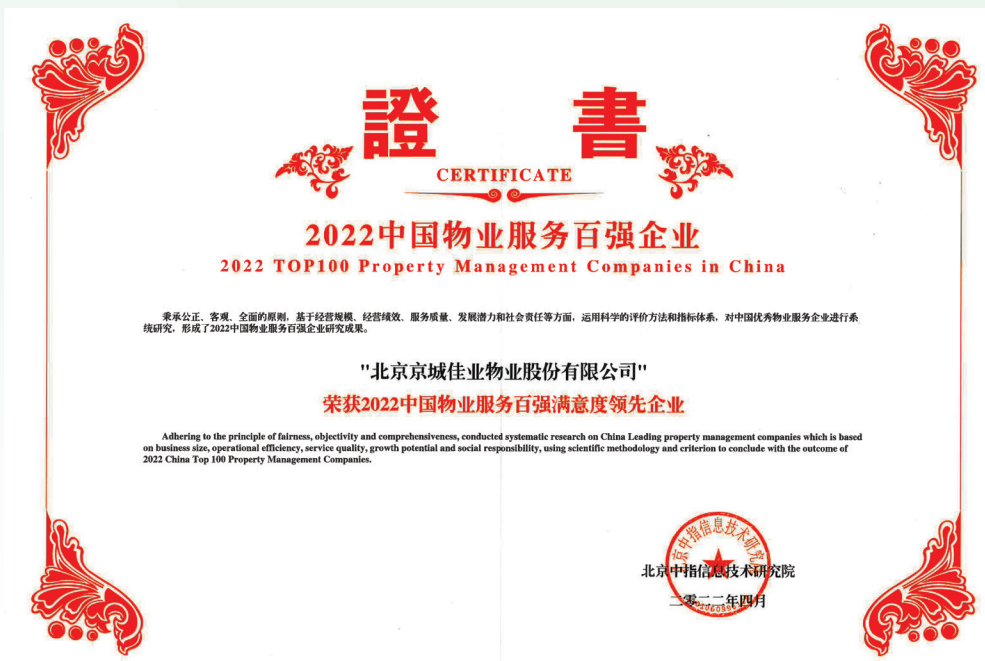 證 書
CERTIFICATE
2022中国物业服务百强企业
2022 TOP100 Property Management Companies in China
秉承公正、客观、全面的原则，基于经营规模、经营绩效、服务质量、发展潜力和社会责任等方面，运用科学的评价方法和指标体系，对中国优秀物业服务企业进行系
统研究，形成了2022中国物业服务百强企业研究成果。
"北京京城佳业物业股份有限公司"
荣获2022中国物业服务百强满意度领先企业
Adhering to the principle of fairness, objectivity and comprehensiveness, conducted systematic research on China Leading property management companies which is based
on business size, operational efficiency, service quality, growth potential and social responsibility, using scientific methodology and criterion to conclude with the outcome of
2022 China Top 100 Property Management Companies.
北京中指信息技术研究院
二零二二年四月